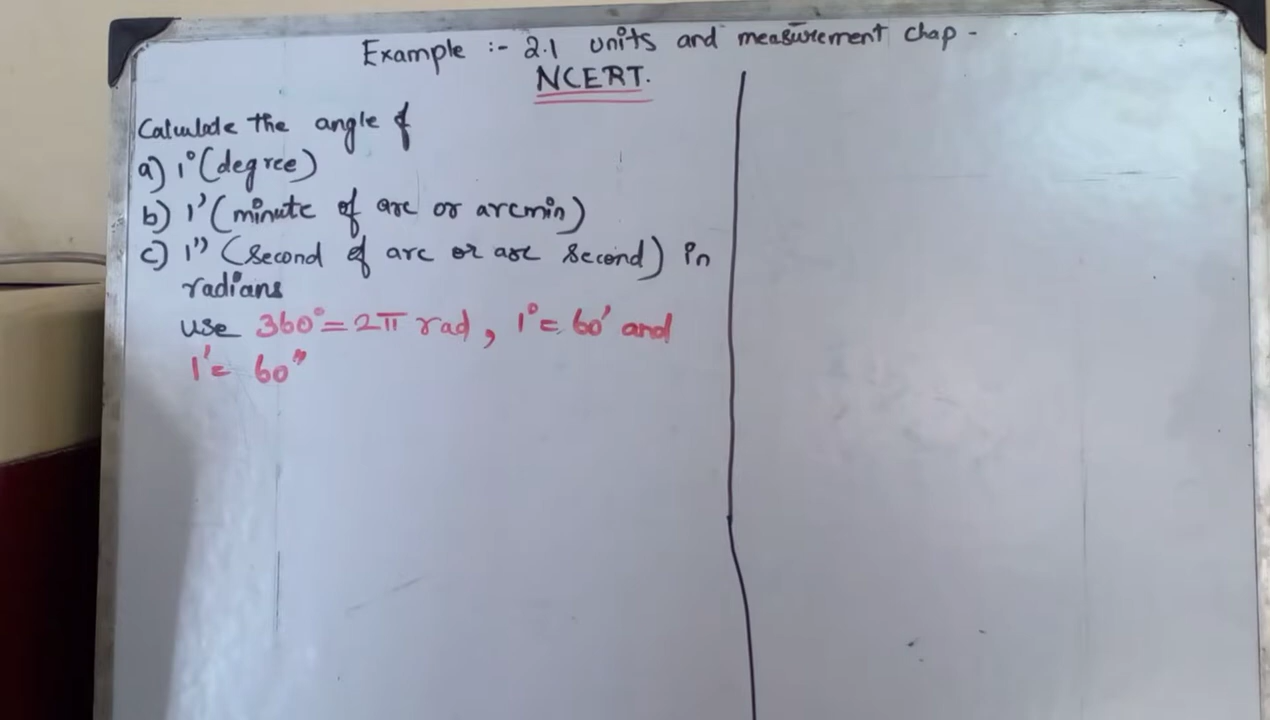 Example :- 2.1 units and measurement chap -
NCERT.
Calculate the angle of
a) 1° (degree)
b) 1' (minute of arc or arcmin)
c) 1" (second of arc or arc second) in
radians
use 360° = 2π rad, 1° = 60' and
1' = 60"